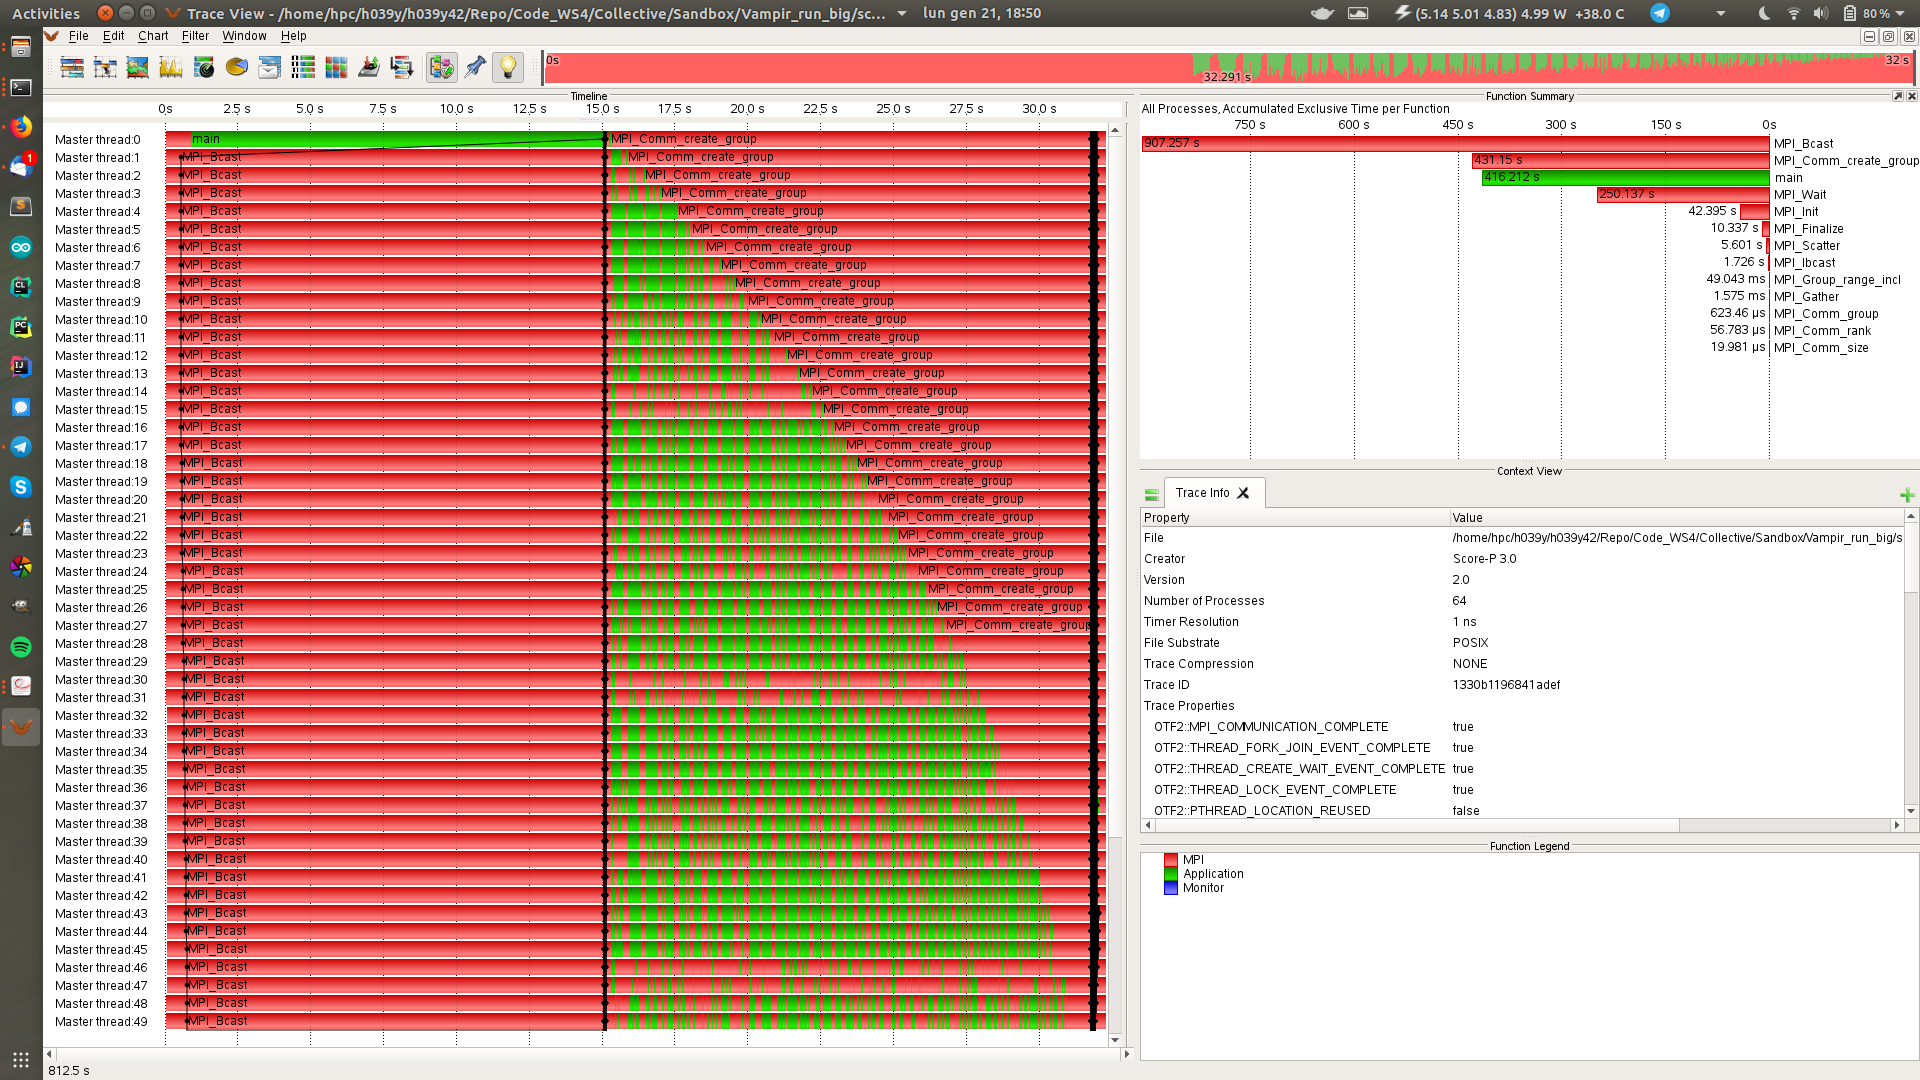 Activities
Trace View - /home/hpc/h039y/h039y42/Repo/Code_WS4/Collective/Sandbox/Vampir_run_big/sc...
lun gen 21, 18:50
(5.14 5.01 4.83) 4.99 W +38.0 C
80 %
File Edit Chart Filter Window Help
0s
32.291 s
32 s
Timeline
0s 2.5 s 5.0 s 7.5 s 10.0 s 12.5 s 15.0 s 17.5 s 20.0 s 22.5 s 25.0 s 27.5 s 30.0 s
Master thread:0 main MPI_Comm_create_group
Master thread:1 MPI_Bcast MPI_Comm_create_group
Master thread:2 MPI_Bcast MPI_Comm_create_group
Master thread:3 MPI_Bcast MPI_Comm_create_group
Master thread:4 MPI_Bcast MPI_Comm_create_group
Master thread:5 MPI_Bcast MPI_Comm_create_group
Master thread:6 MPI_Bcast MPI_Comm_create_group
Master thread:7 MPI_Bcast MPI_Comm_create_group
Master thread:8 MPI_Bcast MPI_Comm_create_group
Master thread:9 MPI_Bcast MPI_Comm_create_group
Master thread:10 MPI_Bcast MPI_Comm_create_group
Master thread:11 MPI_Bcast MPI_Comm_create_group
Master thread:12 MPI_Bcast MPI_Comm_create_group
Master thread:13 MPI_Bcast MPI_Comm_create_group
Master thread:14 MPI_Bcast MPI_Comm_create_group
Master thread:15 MPI_Bcast MPI_Comm_create_group
Master thread:16 MPI_Bcast MPI_Comm_create_group
Master thread:17 MPI_Bcast MPI_Comm_create_group
Master thread:18 MPI_Bcast MPI_Comm_create_group
Master thread:19 MPI_Bcast MPI_Comm_create_group
Master thread:20 MPI_Bcast MPI_Comm_create_group
Master thread:21 MPI_Bcast MPI_Comm_create_group
Master thread:22 MPI_Bcast MPI_Comm_create_group
Master thread:23 MPI_Bcast MPI_Comm_create_group
Master thread:24 MPI_Bcast MPI_Comm_create_group
Master thread:25 MPI_Bcast MPI_Comm_create_group
Master thread:26 MPI_Bcast MPI_Comm_create_group
Master thread:27 MPI_Bcast MPI_Comm_create_group
Master thread:28 MPI_Bcast
Master thread:29 MPI_Bcast
Master thread:30 MPI_Bcast
Master thread:31 MPI_Bcast
Master thread:32 MPI_Bcast
Master thread:33 MPI_Bcast
Master thread:34 MPI_Bcast
Master thread:35 MPI_Bcast
Master thread:36 MPI_Bcast
Master thread:37 MPI_Bcast
Master thread:38 MPI_Bcast
Master thread:39 MPI_Bcast
Master thread:40 MPI_Bcast
Master thread:41 MPI_Bcast
Master thread:42 MPI_Bcast
Master thread:43 MPI_Bcast
Master thread:44 MPI_Bcast
Master thread:45 MPI_Bcast
Master thread:46 MPI_Bcast
Master thread:47 MPI_Bcast
Master thread:48 MPI_Bcast
Master thread:49 MPI_Bcast
812.5 s
Function Summary
All Processes, Accumulated Exclusive Time per Function
750 s 600 s 450 s 300 s 150 s 0s
907.257 s MPI_Bcast
431.15 s MPI_Comm_create_group
416.212 s main
250.137 s MPI_Wait
42.395 s MPI_Init
10.337 s MPI_Finalize
5.601 s MPI_Scatter
1.726 s MPI_Ibcast
49.043 ms MPI_Group_range_incl
1.575 ms MPI_Gather
623.46 µs MPI_Comm_group
56.783 µs MPI_Comm_rank
19.981 µs MPI_Comm_size
Context View
Trace Info
Property Value
File /home/hpc/h039y/h039y42/Repo/Code_WS4/Collective/Sandbox/Vampir_run_big/s
Creator Score-P 3.0
Version 2.0
Number of Processes 64
Timer Resolution 1 ns
File Substrate POSIX
Trace Compression NONE
Trace ID 1330b1196841adef
Trace Properties
OTF2::MPI_COMMUNICATION_COMPLETE true
OTF2::THREAD_FORK_JOIN_EVENT_COMPLETE true
OTF2::THREAD_CREATE_WAIT_EVENT_COMPLETE true
OTF2::THREAD_LOCK_EVENT_COMPLETE true
OTF2::PTHREAD_LOCATION_REUSED false
Function Legend
MPI
Application
Monitor
1
CL
PC
IJ